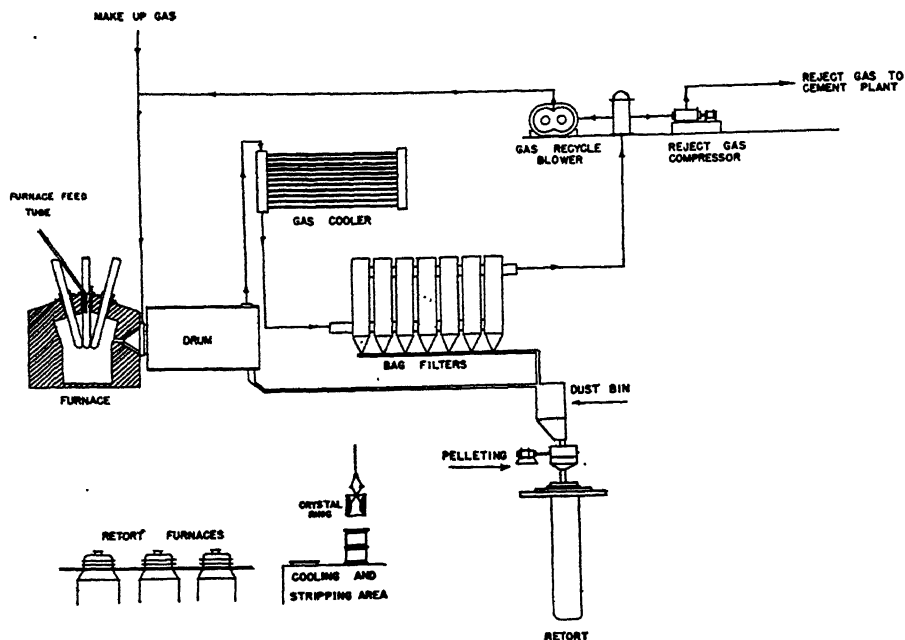 MAKE UP GAS
REJECT GAS TO
CEMENT PLANT
GAS RECYCLE
BLOWER
REJECT GAS
COMPRESSOR
FURNACE FEED
TUBE
GAS COOLER
DRUM
BAG FILTERS
FURNACE
DUST BIN
PELLETING
CRYSTAL
RING
RETORT FURNACES
COOLING AND
STRIPPING AREA
RETORT